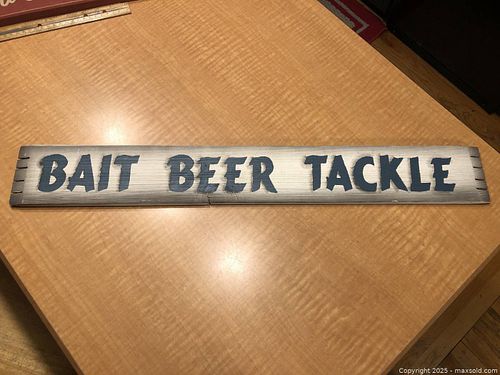 BAIT BEER TACKLE
Copyright 2025 - maxsold.com